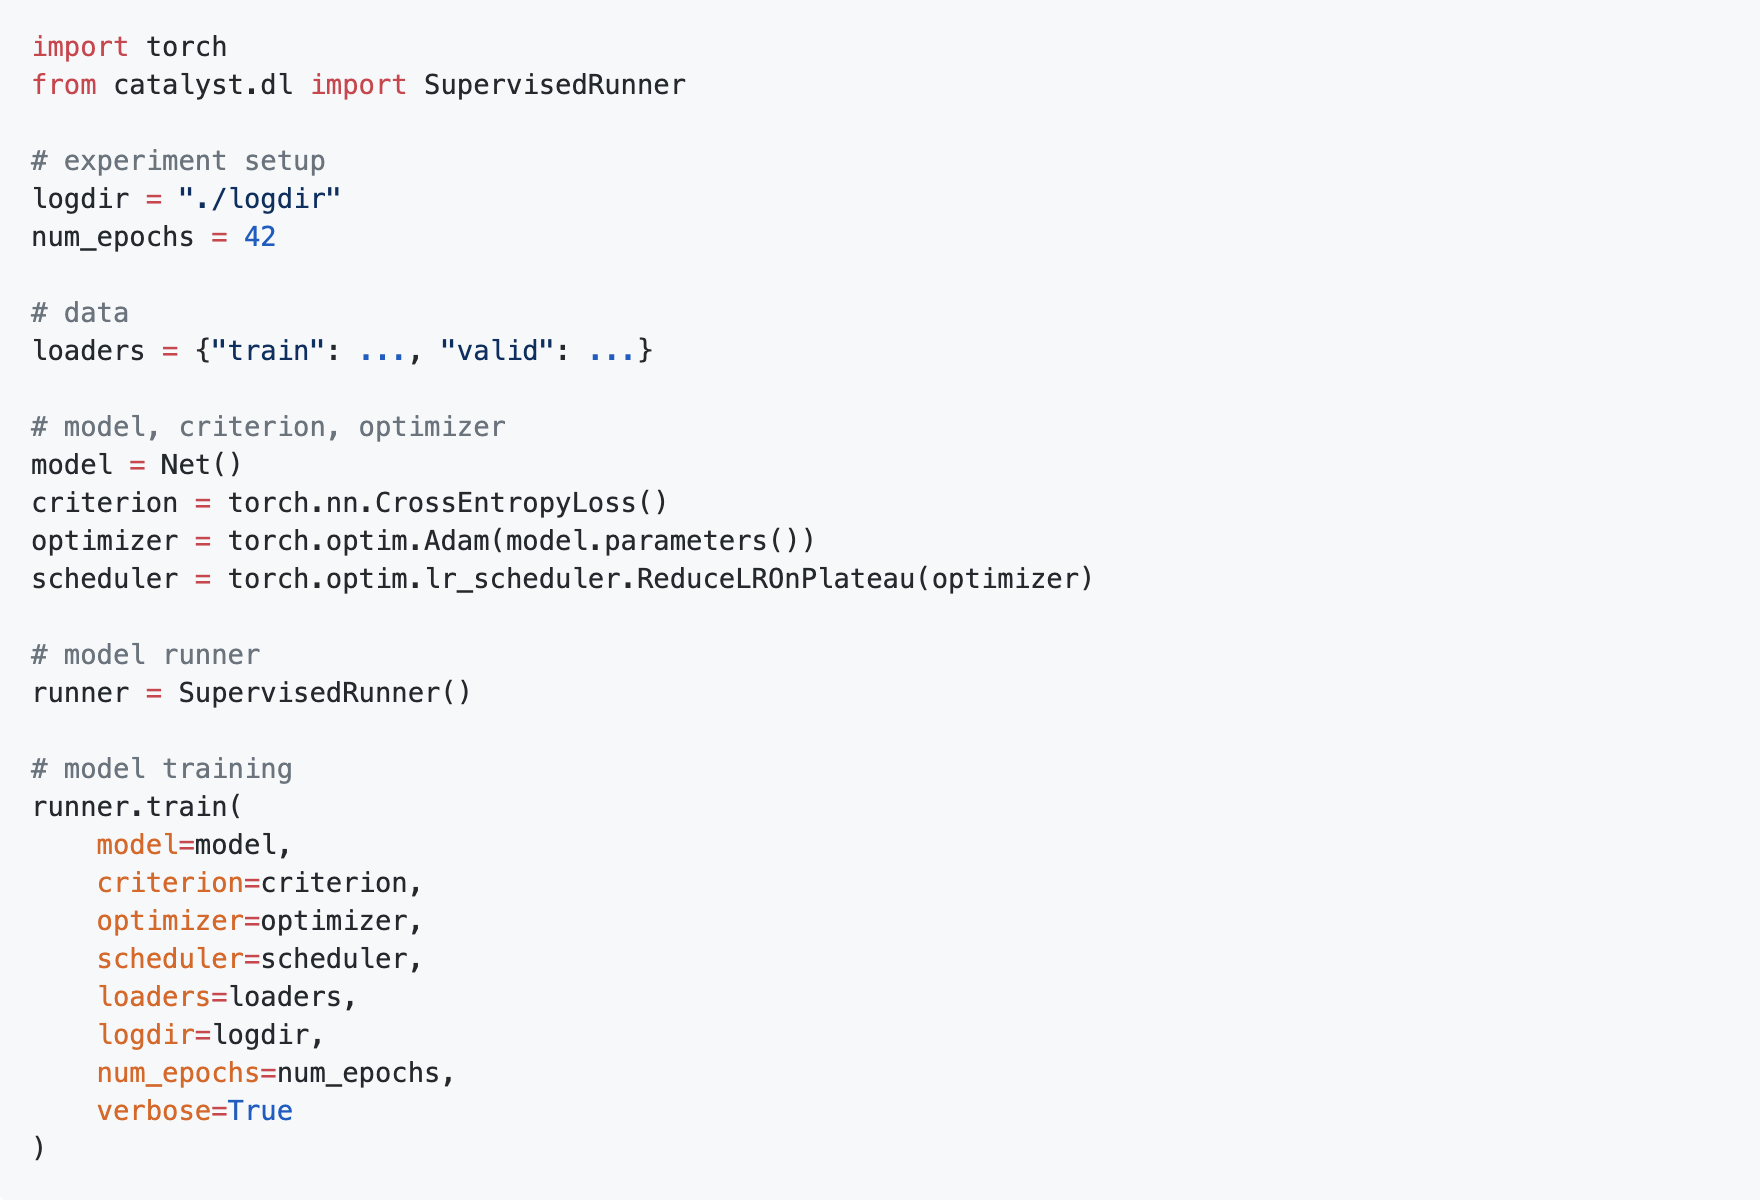 import torch
from catalyst.dl import SupervisedRunner
# experiment setup
logdir = "./logdir"
num_epochs = 42
# data
loaders = {"train": ..., "valid": ...}
# model, criterion, optimizer
model = Net()
criterion = torch.nn.CrossEntropyLoss()
optimizer = torch.optim.Adam(model.parameters())
scheduler = torch.optim.lr_scheduler.ReduceLROnPlateau(optimizer)
# model runner
runner = SupervisedRunner()
# model training
runner.train(
    model=model,
    criterion=criterion,
    optimizer=optimizer,
    scheduler=scheduler,
    loaders=loaders,
    logdir=logdir,
    num_epochs=num_epochs,
    verbose=True
)